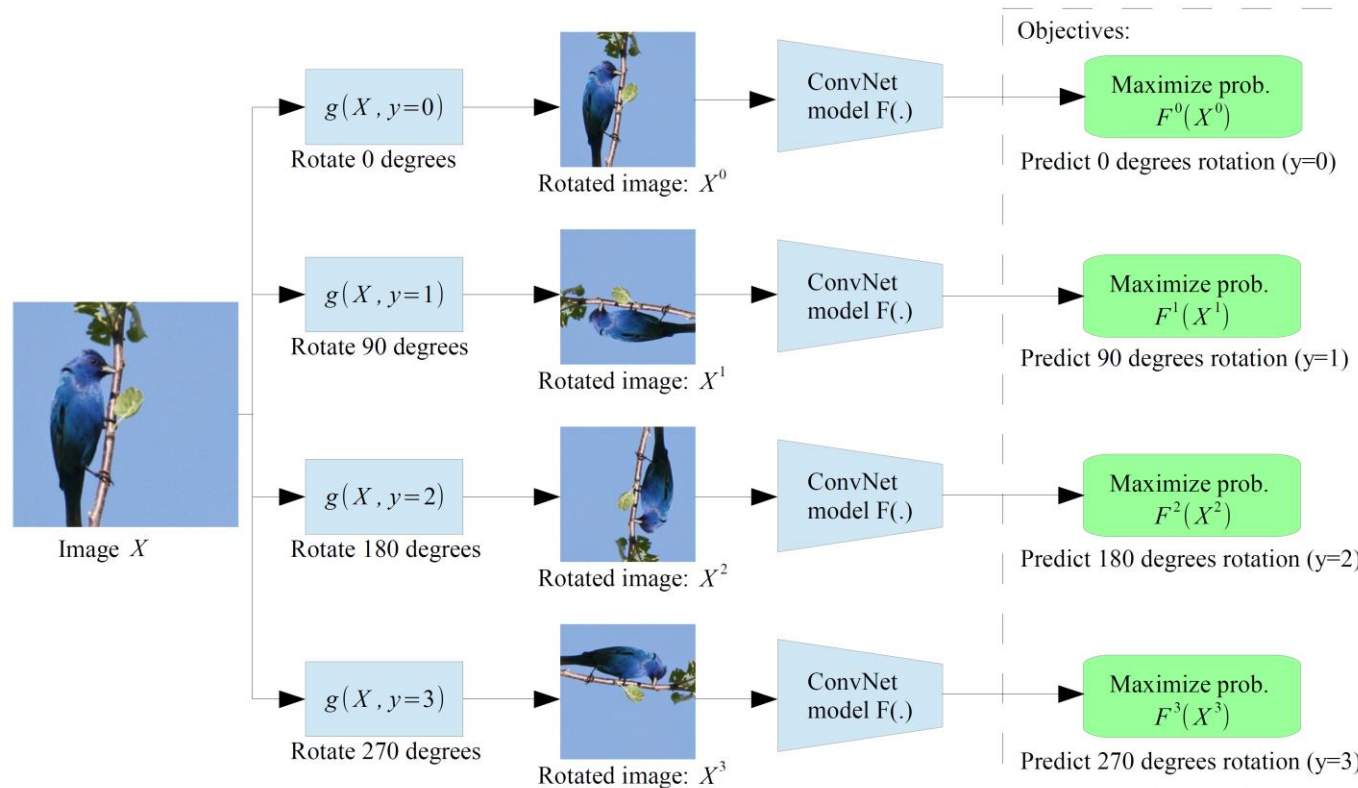 Objectives:
g(X, y=0)
Rotate 0 degrees
Rotated image: X⁰
ConvNet
model F(.)
Maximize prob.
F⁰(X⁰)
Predict 0 degrees rotation (y=0)
g(X, y=1)
Rotate 90 degrees
Rotated image: X¹
ConvNet
model F(.)
Maximize prob.
F¹(X¹)
Predict 90 degrees rotation (y=1)
Image X
g(X, y=2)
Rotate 180 degrees
Rotated image: X²
ConvNet
model F(.)
Maximize prob.
F²(X²)
Predict 180 degrees rotation (y=2)
g(X, y=3)
Rotate 270 degrees
Rotated image: X³
ConvNet
model F(.)
Maximize prob.
F³(X³)
Predict 270 degrees rotation (y=3)